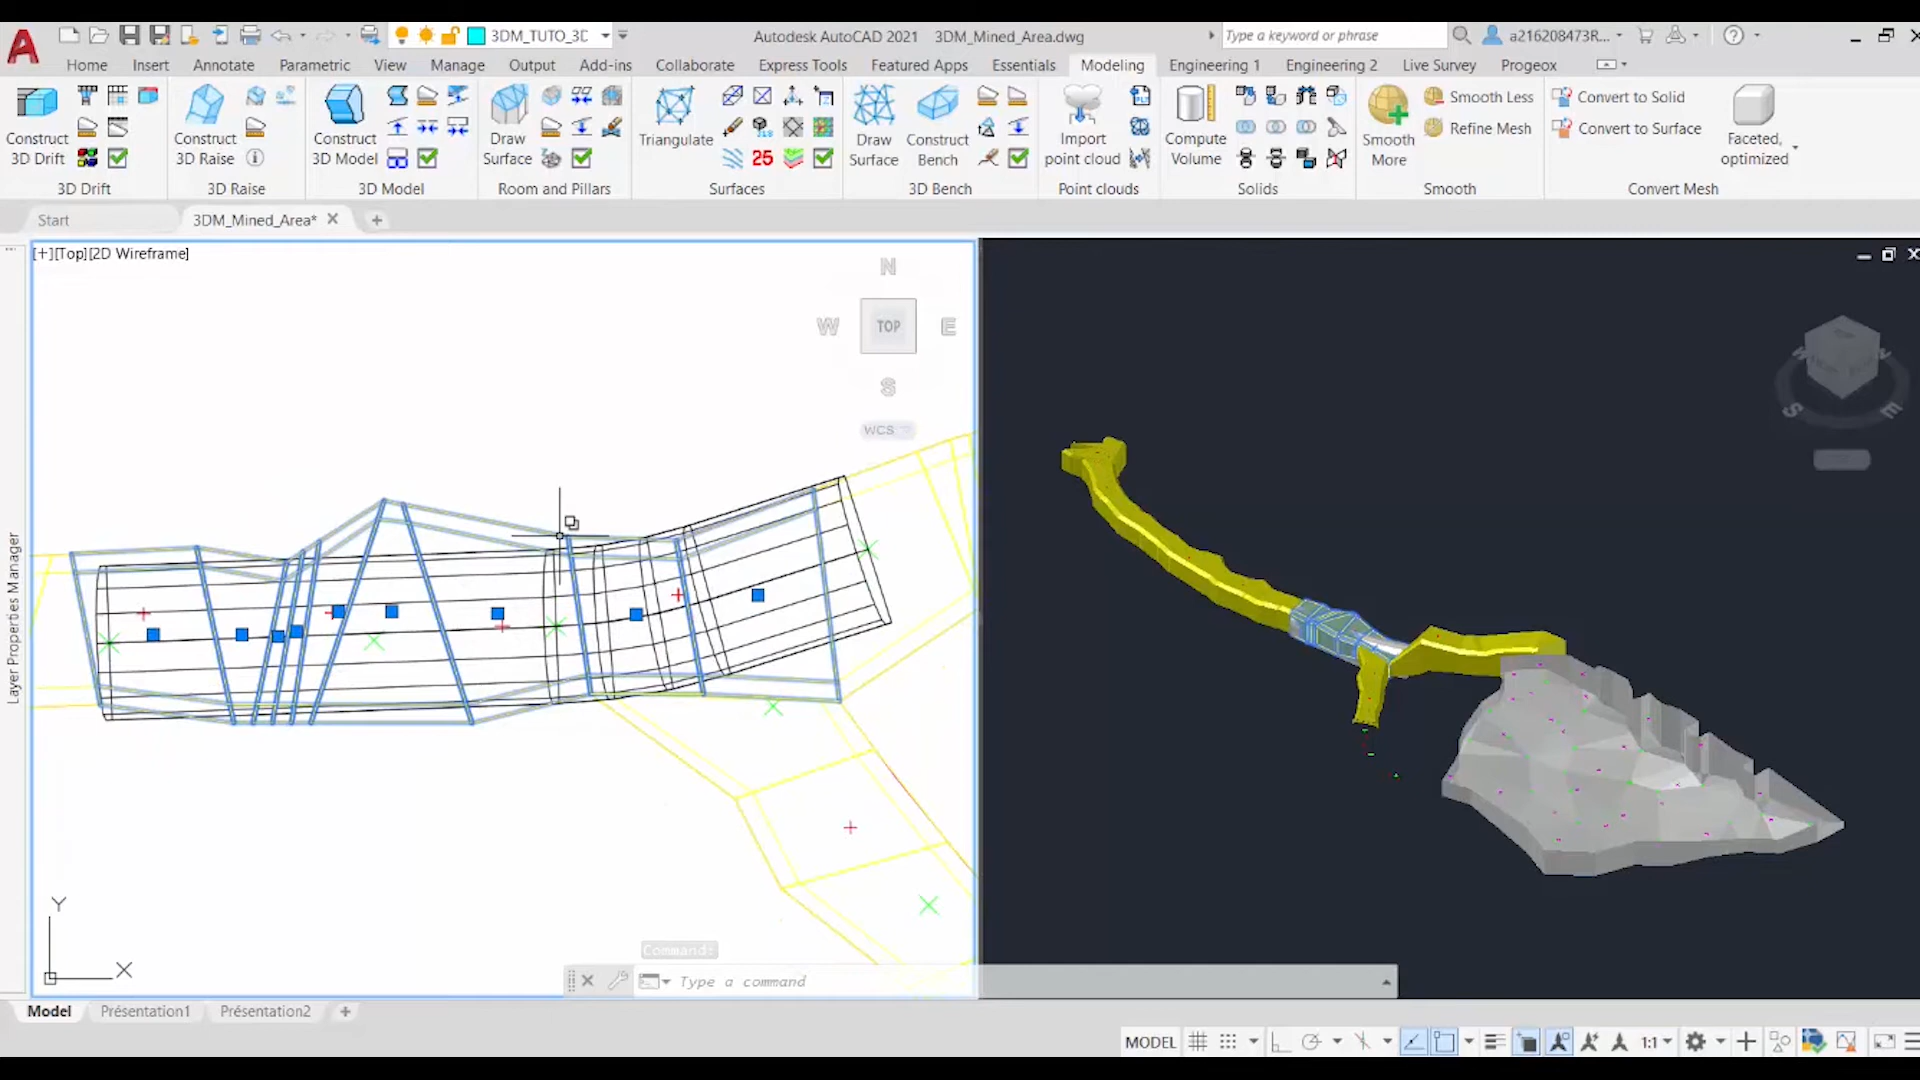 3DM_TUTO_3D
Autodesk AutoCAD 2021 3DM_Mined_Area.dwg
Type a keyword or phrase
a216208473R...
Home Insert Annotate Parametric View Manage Output Add-ins Collaborate Express Tools Featured Apps Essentials Modeling Engineering 1 Engineering 2 Live Survey Progeox
Construct
3D Drift
3D Drift
Construct
3D Raise
3D Raise
Construct
3D Model
3D Model
Draw
Surface
Room and Pillars
Triangulate
25
Surfaces
Draw
Surface
Construct
Bench
3D Bench
Import
point cloud
Point clouds
Compute
Volume
Solids
Smooth
More
Smooth Less
Refine Mesh
Smooth
Convert to Solid
Convert to Surface
Faceted,
optimized
Convert Mesh
Start
3DM_Mined_Area*
[+][Top][2D Wireframe]
N
W TOP E
S
WCS
S E
Layer Properties Manager
Y
X
Command:
Type a command
Model Présentation1 Présentation2
MODEL 1:1